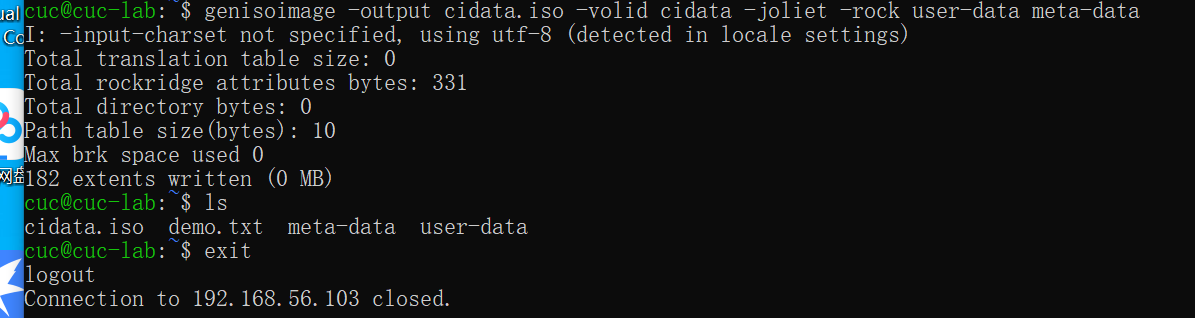 ual
cuc@cuc-lab:~$ genisoimage -output cidata.iso -volid cidata -joliet -rock user-data meta-data
Co
I: -input-charset not specified, using utf-8 (detected in locale settings)
Total translation table size: 0
Total rockridge attributes bytes: 331
Total directory bytes: 0
Path table size(bytes): 10
Max brk space used 0
网盘
182 extents written (0 MB)
cuc@cuc-lab:~$ ls
cidata.iso  demo.txt  meta-data  user-data
cuc@cuc-lab:~$ exit
logout
Connection to 192.168.56.103 closed.